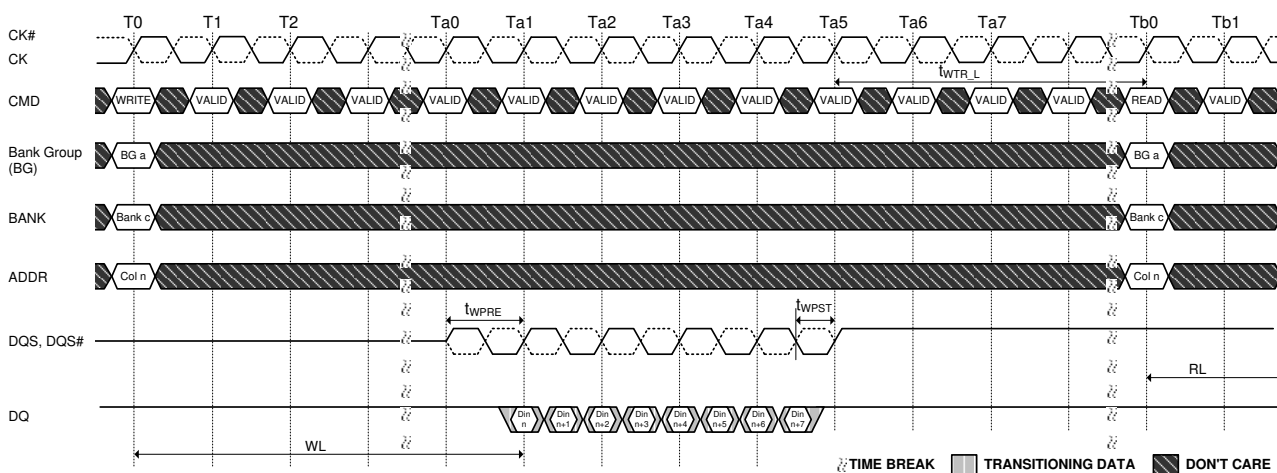 T0 T1 T2 Ta0 Ta1 Ta2 Ta3 Ta4 Ta5 Ta6 Ta7 Tb0 Tb1
CK#
CK
tWTR_L
CMD WRITE VALID VALID VALID VALID VALID VALID VALID VALID VALID VALID VALID VALID READ VALID
Bank Group
(BG)
BG a BG a
BANK Bank c Bank c
ADDR Col n Col n
tWPRE tWPST
DQS, DQS#
RL
DQ Din n Din n+1 Din n+2 Din n+3 Din n+4 Din n+5 Din n+6 Din n+7
WL
TIME BREAK TRANSITIONING DATA DON'T CARE